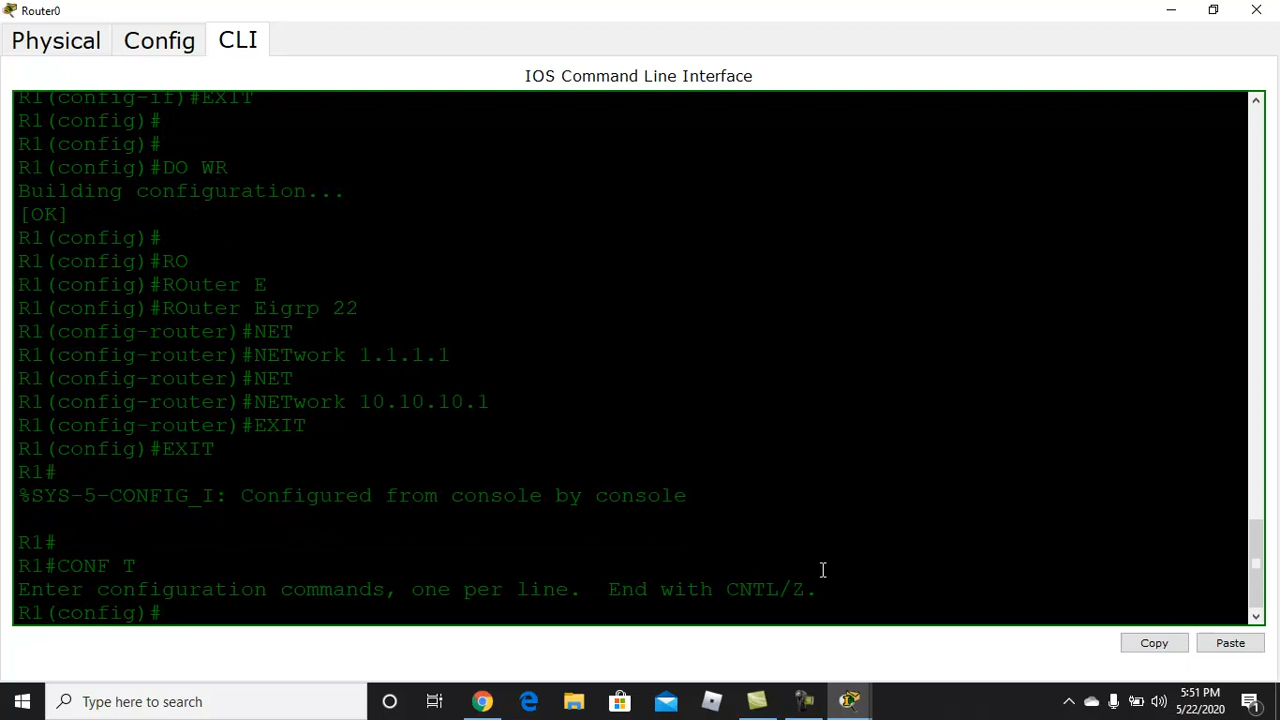 Router0
Physical Config CLI
IOS Command Line Interface
R1(config-if)#EXIT
R1(config)#
R1(config)#
R1(config)#DO WR
Building configuration...
[OK]
R1(config)#
R1(config)#RO
R1(config)#ROuter E
R1(config)#ROuter Eigrp 22
R1(config-router)#NET
R1(config-router)#NETwork 1.1.1.1
R1(config-router)#NET
R1(config-router)#NETwork 10.10.10.1
R1(config-router)#EXIT
R1(config)#EXIT
R1#
%SYS-5-CONFIG_I: Configured from console by console
R1#
R1#CONF T
Enter configuration commands, one per line.  End with CNTL/Z.
R1(config)#
Copy Paste
Type here to search
5:51 PM
5/22/2020
1